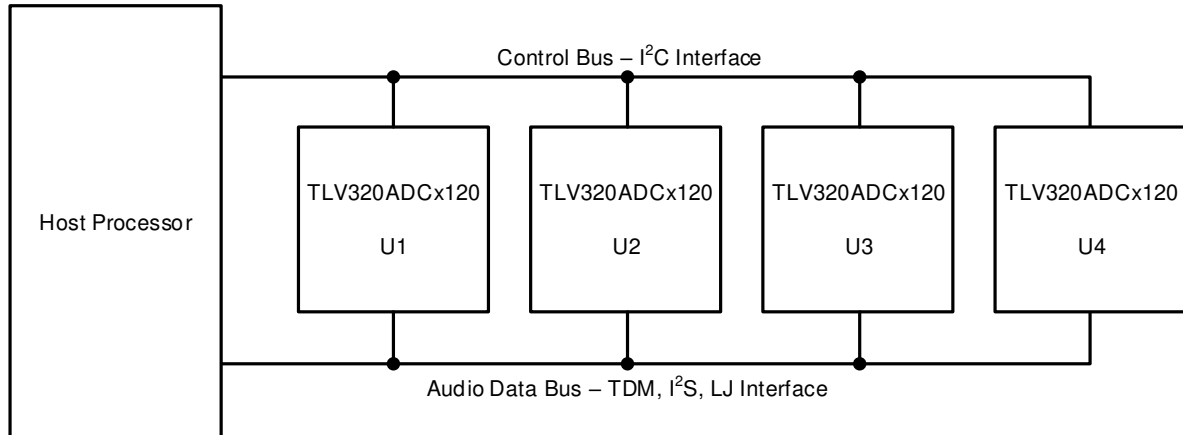 Control Bus – I²C Interface
Host Processor
TLV320ADCx120
U1
TLV320ADCx120
U2
TLV320ADCx120
U3
TLV320ADCx120
U4
Audio Data Bus – TDM, I²S, LJ Interface